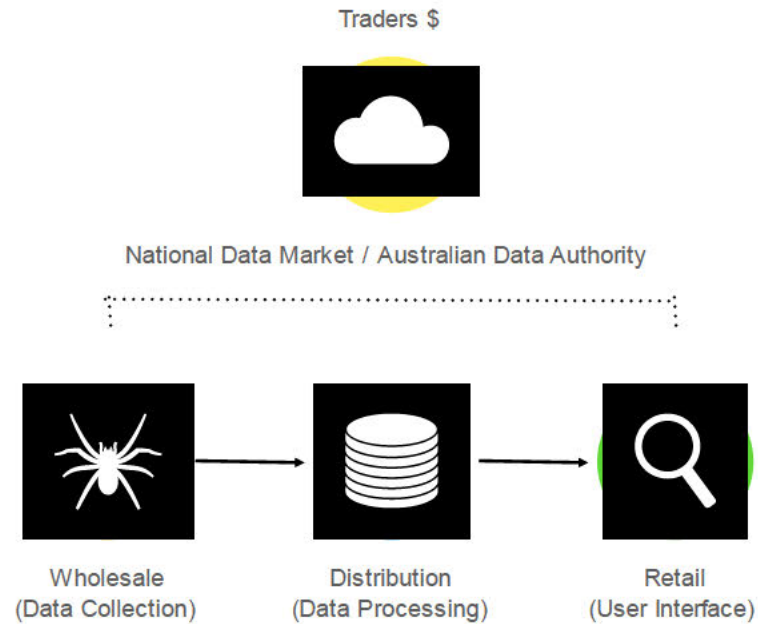 Traders $
National Data Market / Australian Data Authority
Wholesale
(Data Collection)
Distribution
(Data Processing)
Retail
(User Interface)